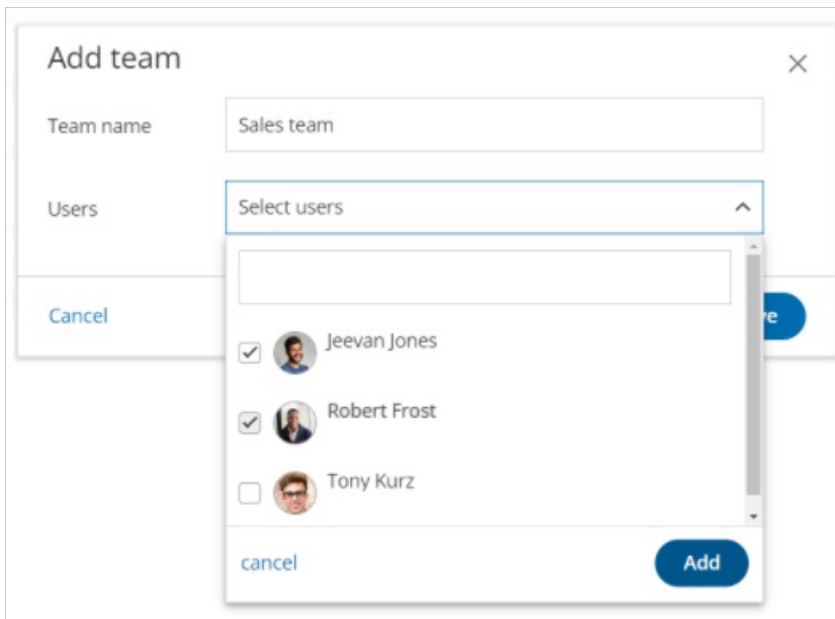 Add team
Team name
Sales team
Users
Select users
Cancel
Jeevan Jones
Robert Frost
Tony Kurz
cancel
Add